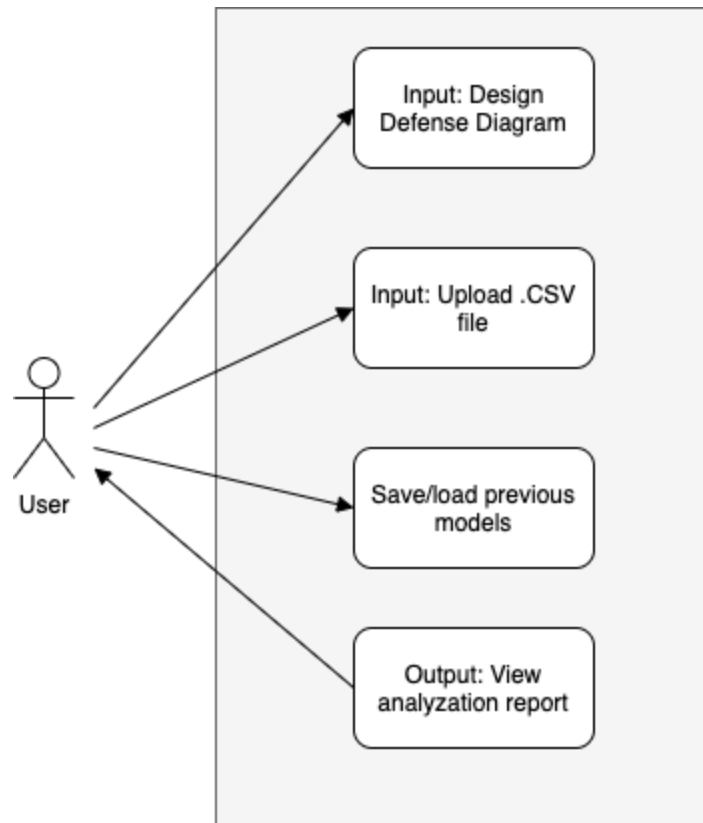 Input: Design
Defense Diagram
Input: Upload .CSV
file
User
Save/load previous
models
Output: View
analyzation report